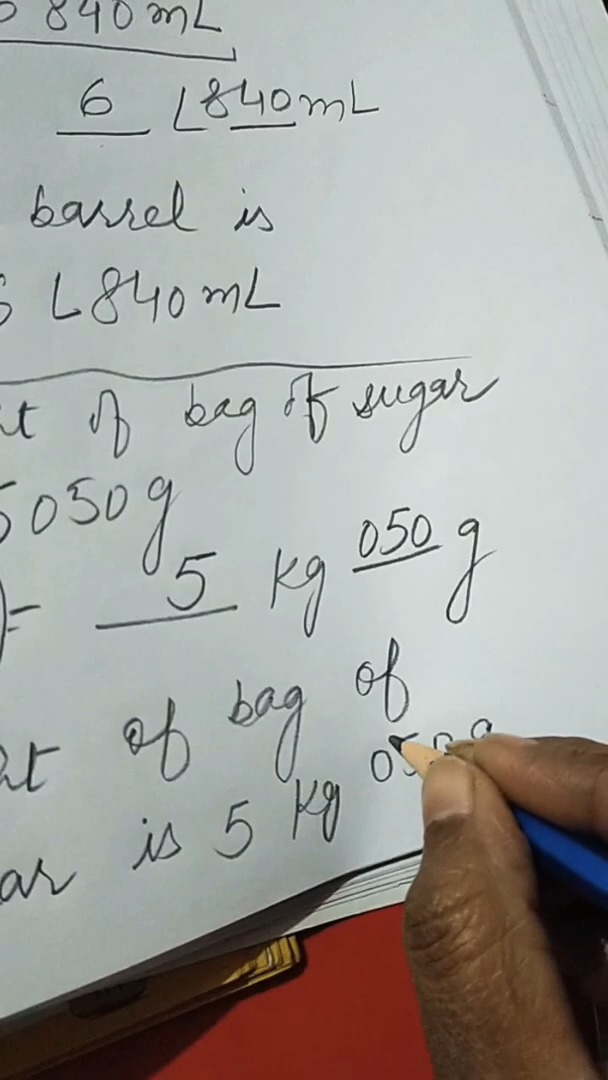 840 mL
6 L 840 mL
barrel is
L 840 mL
of bag of sugar
5050 g
= 5 kg 050 g
of bag of
is 5 kg 050 g